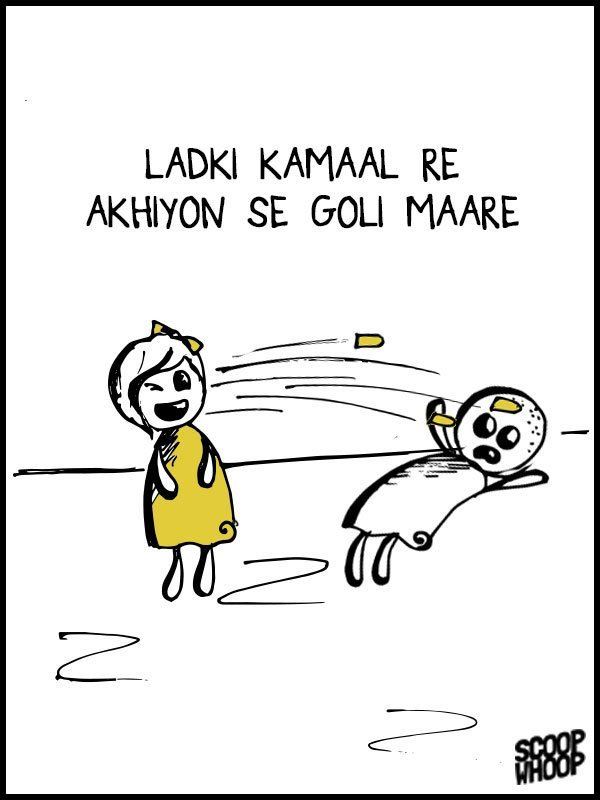 LADKI KAMAAL RE
AKHIYON SE GOLI MAARE
SCOOP
WHOOP